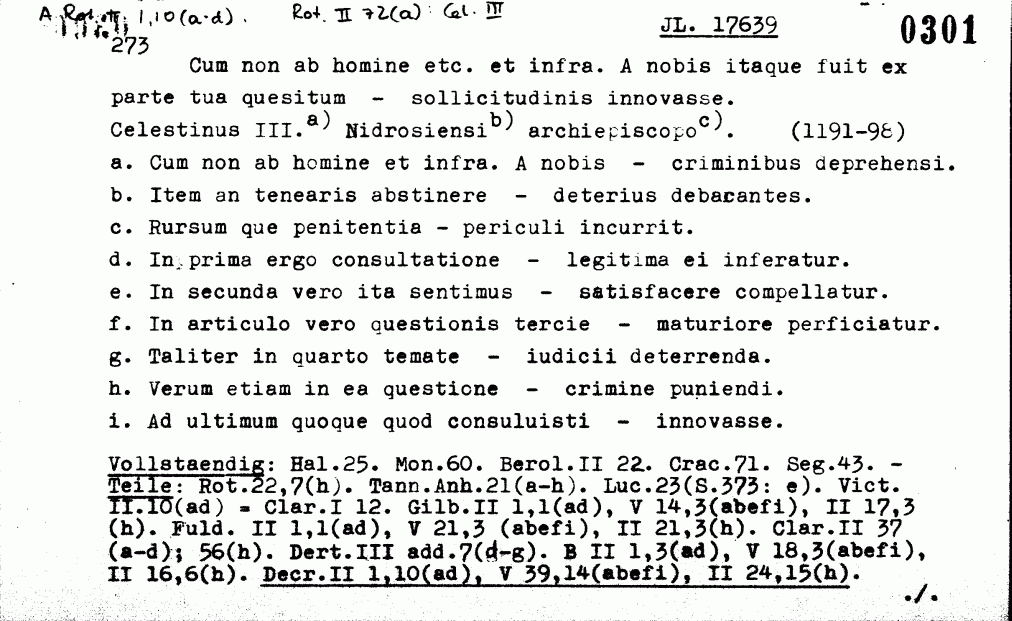 A Rot. 1,10(a-d). Rot. II 72(a): Cel. III
JL. 17639 0301
273
Cum non ab homine etc. et infra. A nobis itaque fuit ex
parte tua quesitum - sollicitudinis innovasse.
Celestinus III.a) Nidrosiensib) archiepiscopoc). (1191-98)
a. Cum non ab homine et infra. A nobis - criminibus deprehensi.
b. Item an tenearis abstinere - deterius debacantes.
c. Rursum que penitentia - periculi incurrit.
d. In prima ergo consultatione - legitima ei inferatur.
e. In secunda vero ita sentimus - satisfacere compellatur.
f. In articulo vero questionis tercie - maturiore perficiatur.
g. Taliter in quarto temate - iudicii deterrenda.
h. Verum etiam in ea questione - crimine puniendi.
i. Ad ultimum quoque quod consuluisti - innovasse.
Vollstaendig: Hal.25. Mon.60. Berol.II 22. Crac.71. Seg.43. -
Teile: Rot.22,7(h). Tann.Anh.21(a-h). Luc.23(S.373: e). Vict.
II.10(ad) = Clar.I 12. Gilb.II 1,1(ad), V 14,3(abefi), II 17,3
(h). Fuld. II 1,1(ad), V 21,3 (abefi), II 21,3(h). Clar.II 37
(a-d); 56(h). Dert.III add.7(d-g). B II 1,3(ad), V 18,3(abefi),
II 16,6(h). Decr.II 1,10(ad), V 39,14(abefi), II 24,15(h).
./.